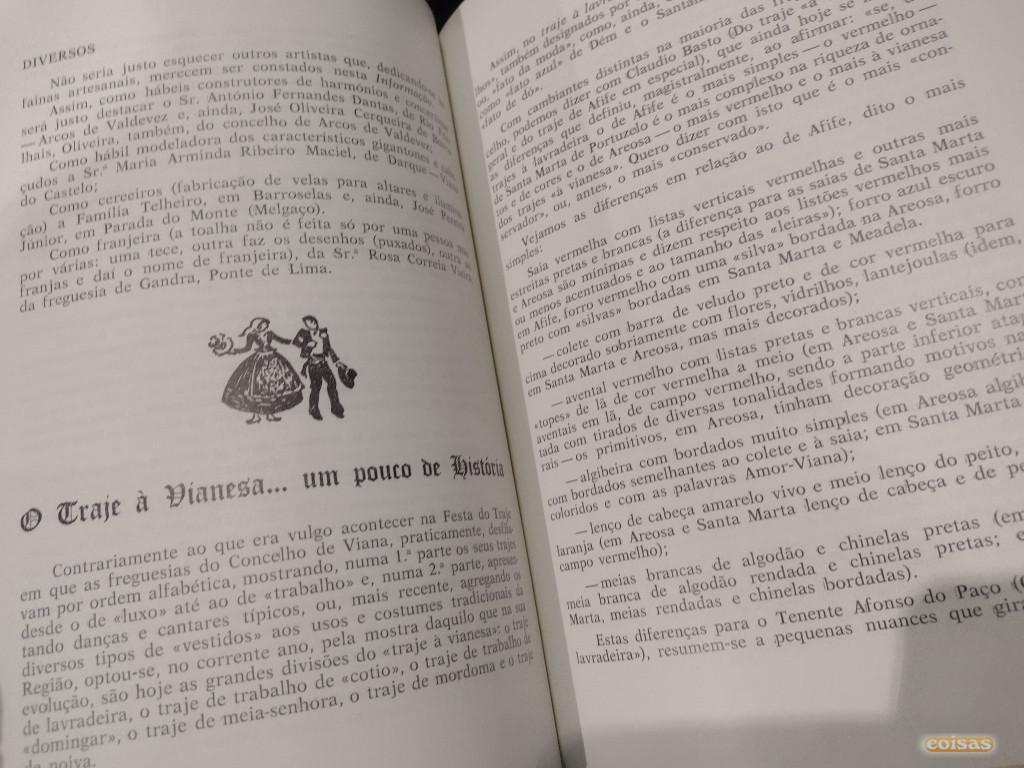 DIVERSOS
Não seria justo esquecer outros artistas que, dedicando-se
fainas artesanais, merecem ser constados nesta Informação.
Assim, como hábeis construtores de harmónios e
será justo destacar o Sr. António Fernandes Dantas, de
— Arcos de Valdevez e, ainda, José Oliveira Cerqueira de
lhais, Oliveira, também, do concelho de Arcos de Valdevez;
Como hábil modeladora dos característicos gigantones e
çudos a Sr.ª Maria Arminda Ribeiro Maciel, de Darque — Viana
do Castelo;
Como cereeiros (fabricação de velas para altares e
ção) a Família Telheiro, em Barroselas e, ainda, José
Júnior, em Parada do Monte (Melgaço).
Como franjeira (a toalha não é feita só por uma pessoa mas
por várias: uma tece, outra faz os desenhos (puxados), outra as
franjas e daí o nome de franjeira), da Sr.ª Rosa Correia Vieira,
da freguesia de Gandra, Ponte de Lima.
O Traje à Vianesa... um pouco de História
Contrariamente ao que era vulgo acontecer na Festa do Traje
em que as freguesias do Concelho de Viana, praticamente, desfila-
vam por ordem alfabética, mostrando, numa 1.ª parte os seus trajes
desde o de «luxo» até ao de «trabalho» e, numa 2.ª parte, apresen-
tando danças e cantares típicos, ou, mais recente, agregando os
diversos tipos de «vestidos» aos usos e costumes tradicionais da
Região, optou-se, no corrente ano, pela mostra daquilo que na sua
evolução, são hoje as grandes divisões do «traje à vianesa»: o traje
de lavradeira, o traje de trabalho de «cotio», o traje de trabalho de
«domingar», o traje de meia-senhora, o traje de mordoma e o traje
da noiva.
Assim, no traje à
também designados por
ou, «fato da moda», como, ainda,
«fato azul» de Dém e o
«fato de dó».
Com cambiantes distintas na maioria das
celho, podemos dizer com Claudio Basto (Do traje «à
geral e do traje de Afife em especial), que ainda hoje se
as diferenças que definiu, magistralmente, ao afirmar: «se,
trajes à lavradeira o de Afife é o mais simples — o vermelho —
de Santa Marta de Portuzelo é o mais complexo na riqueza de orna-
tos e de cores e o de Areosa — o mais vermelho e o mais à vianesa
dos trajes «à vianesa». Quero dizer com isto que é o mais «con-
servador», ou, antes, o mais «conservado».
Vejamos as diferenças em relação ao de Afife, dito o mais
simples:
Saia vermelha com listas verticais vermelhas e outras mais
estreitas pretas e brancas (a diferença para as saias de Santa Marta
e Areosa são mínimas e dizem respeito aos listões vermelhos mais
ou menos acentuados e ao tamanho das «leiras»); forro azul escuro
em Afife, forro vermelho com uma «silva» bordada na Areosa, forro
preto com «silvas» bordadas em Santa Marta e Meadela.
—colete com barra de veludo preto e de cor vermelha para
cima decorado sobriamente com flores, vidrilhos, lantejoulas (idem,
em Santa Marta e Areosa, mas mais decorados);
—avental vermelho com listas pretas e brancas verticais, com
«topes» de lã de cor vermelha a meio (em Areosa e Santa Marta
aventais em lã, de campo vermelho, sendo a parte inferior
tada com tirados de diversas tonalidades formando motivos
rais — os primitivos, em Areosa, tinham decoração
—algibeira com bordados muito simples (em Areosa
com bordados semelhantes ao colete e à saia; em Santa Marta
coloridos e com as palavras Amor-Viana);
—lenço de cabeça amarelo vivo e meio lenço do peito,
laranja (em Areosa e Santa Marta lenço de cabeça e de
campo vermelho);
—meias brancas de algodão e chinelas pretas (em
meia branca de algodão rendada e chinelas pretas;
Marta, meias rendadas e chinelas bordadas).
Estas diferenças para o Tenente Afonso do Paço
lavradeira»), resumem-se a pequenas nuances que
coisas